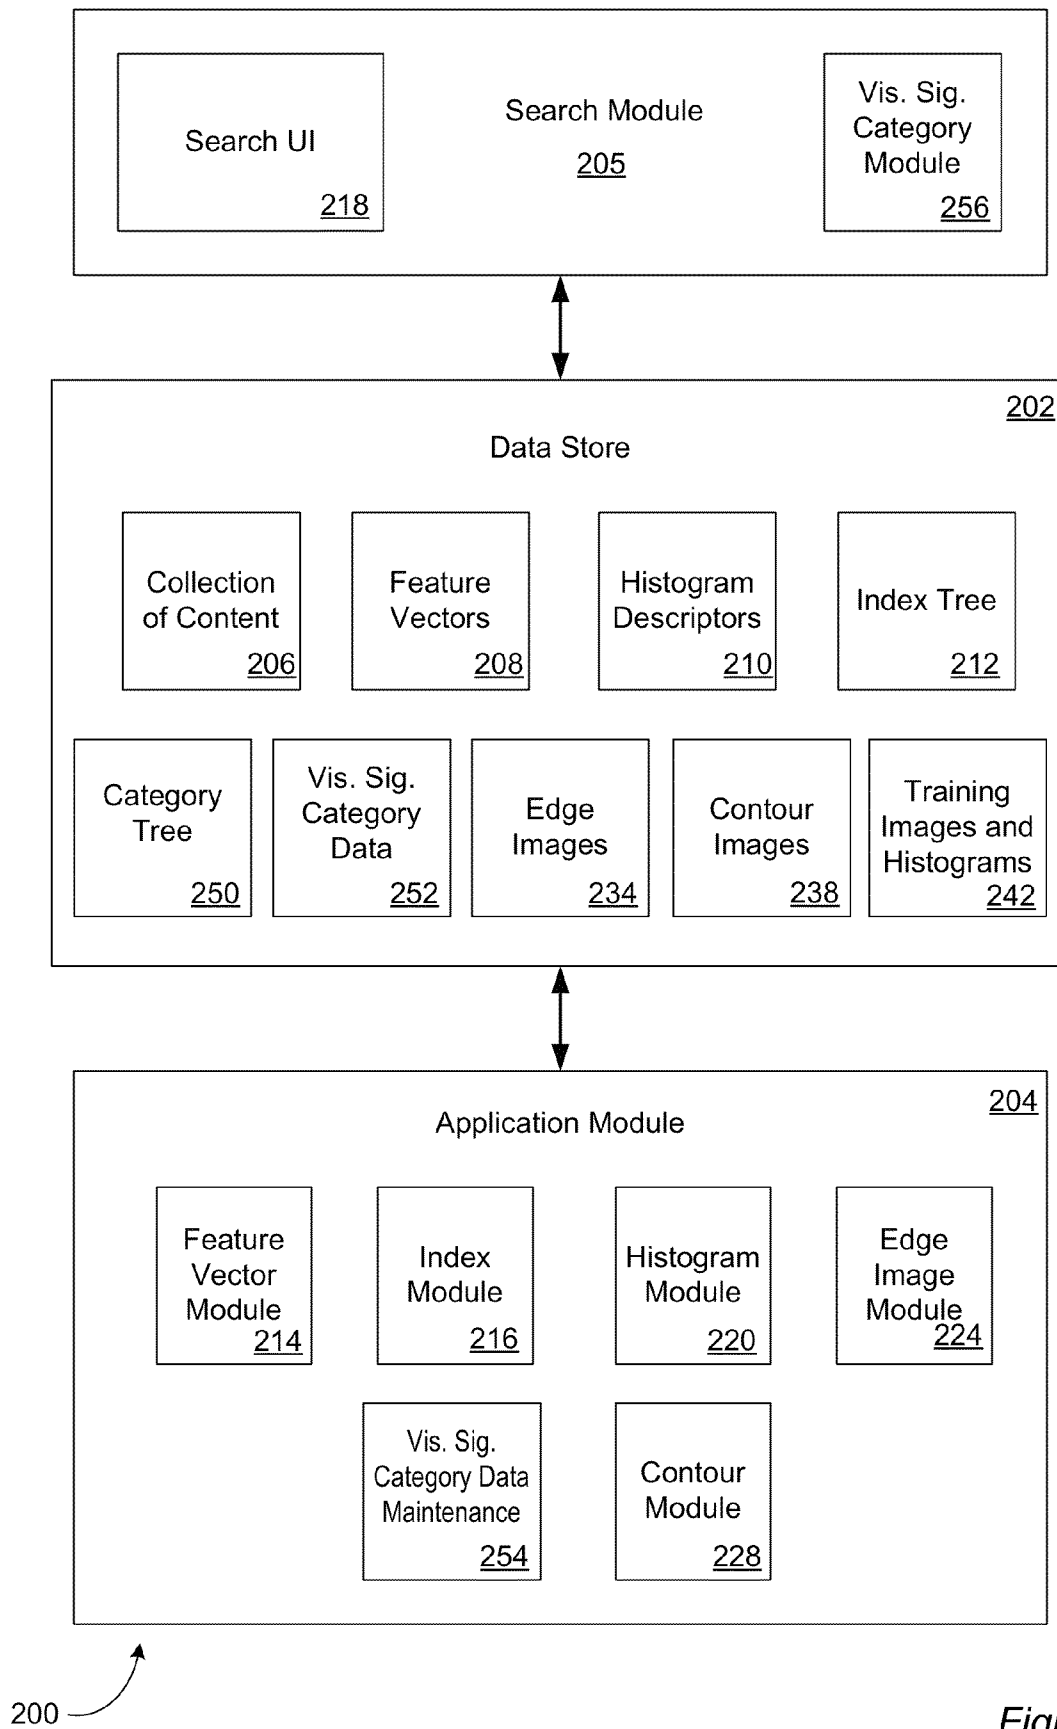 Search UI
218
Search Module
205
Vis. Sig.
Category
Module
256
202
Data Store
Collection
of Content
206
Feature
Vectors
208
Histogram
Descriptors
210
Index Tree
212
Category
Tree
250
Vis. Sig.
Category
Data
252
Edge
Images
234
Contour
Images
238
Training
Images and
Histograms
242
204
Application Module
Feature
Vector
Module
214
Index
Module
216
Histogram
Module
220
Edge
Image
Module
224
Vis. Sig.
Category Data
Maintenance
254
Contour
Module
228
200